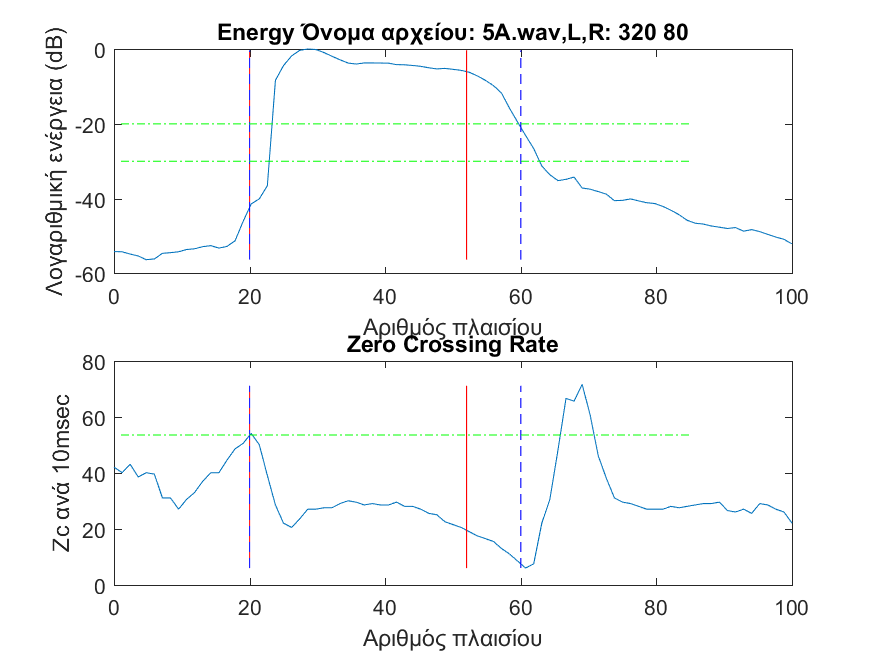 Energy Όνομα αρχείου: 5A.wav,L,R: 320 80
Λογαριθμική ενέργεια (dB)
0
-20
-40
-60
0 20 40 60 80 100
Αριθμός πλαισίου
Zero Crossing Rate
Zc ανά 10msec
80
60
40
20
0
0 20 40 60 80 100
Αριθμός πλαισίου